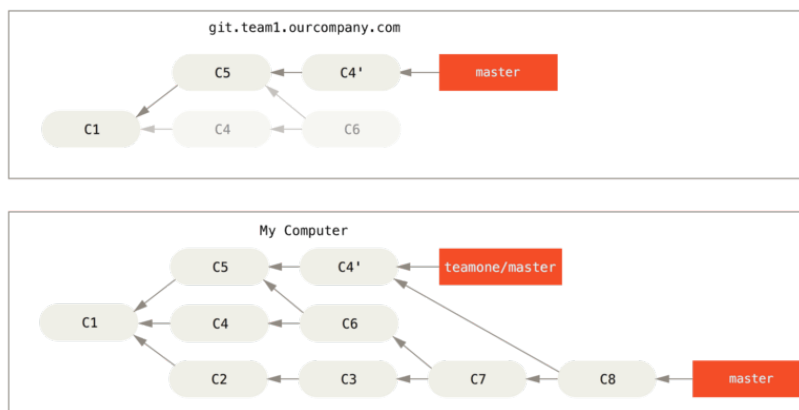 git.team1.ourcompany.com
C5 C4' master
C1 C4 C6
My Computer
C5 C4' teamone/master
C1 C4 C6
C2 C3 C7 C8 master